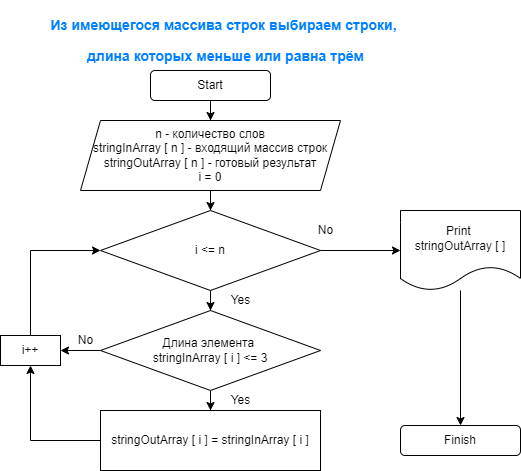 Из имеющегося массива строк выбираем строки,
длина которых меньше или равна трём
Start
n - количество слов
stringInArray [ n ] - входящий массив строк
stringOutArray [ n ] - готовый результат
i = 0
i <= n
No
Print
stringOutArray [ ]
Yes
Длина элемента
stringInArray [ i ] <= 3
No
i++
Yes
stringOutArray [ i ] = stringInArray [ i ]
Finish